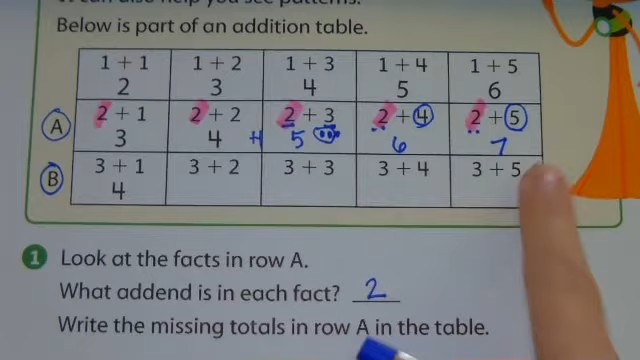 Below is part of an addition table.
1 + 1 1 + 2 1 + 3 1 + 4 1 + 5
2 3 4 5 6
A 2 + 1 2 + 2 2 + 3 2 + 4 2 + 5
3 4 5 6 7
B 3 + 1 3 + 2 3 + 3 3 + 4 3 + 5
4
1 Look at the facts in row A.
What addend is in each fact? 2
Write the missing totals in row A in the table.